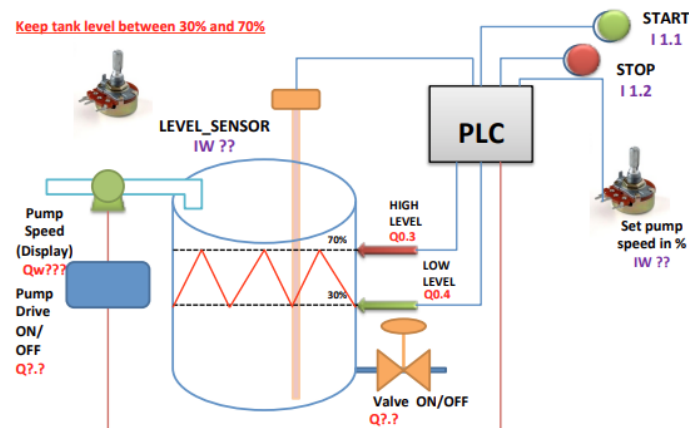 Keep tank level between 30% and 70%
START
I 1.1
STOP
I 1.2
PLC
LEVEL_SENSOR
IW ??
Pump
Speed
(Display)
Qw???
Pump
Drive
ON/
OFF
Q?.?
HIGH
LEVEL
Q0.3
70%
LOW
LEVEL
Q0.4
30%
Set pump
speed in %
IW ??
Valve ON/OFF
Q?.?